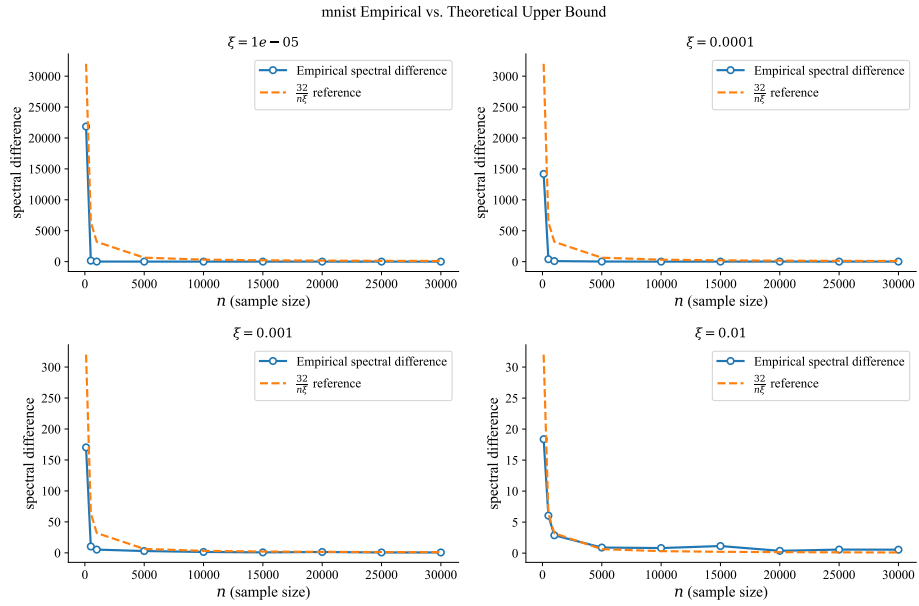 mnist Empirical vs. Theoretical Upper Bound
ξ = 1e − 05
spectral difference
30000
25000
20000
15000
10000
5000
0
0 5000 10000 15000 20000 25000 30000
n (sample size)
Empirical spectral difference
32/nξ reference
ξ = 0.0001
spectral difference
3000
2500
2000
1500
1000
500
0
0 5000 10000 15000 20000 25000 30000
n (sample size)
Empirical spectral difference
32/nξ reference
ξ = 0.001
spectral difference
300
250
200
150
100
50
0
0 5000 10000 15000 20000 25000 30000
n (sample size)
Empirical spectral difference
32/nξ reference
ξ = 0.01
spectral difference
30
25
20
15
10
5
0
0 5000 10000 15000 20000 25000 30000
n (sample size)
Empirical spectral difference
32/nξ reference